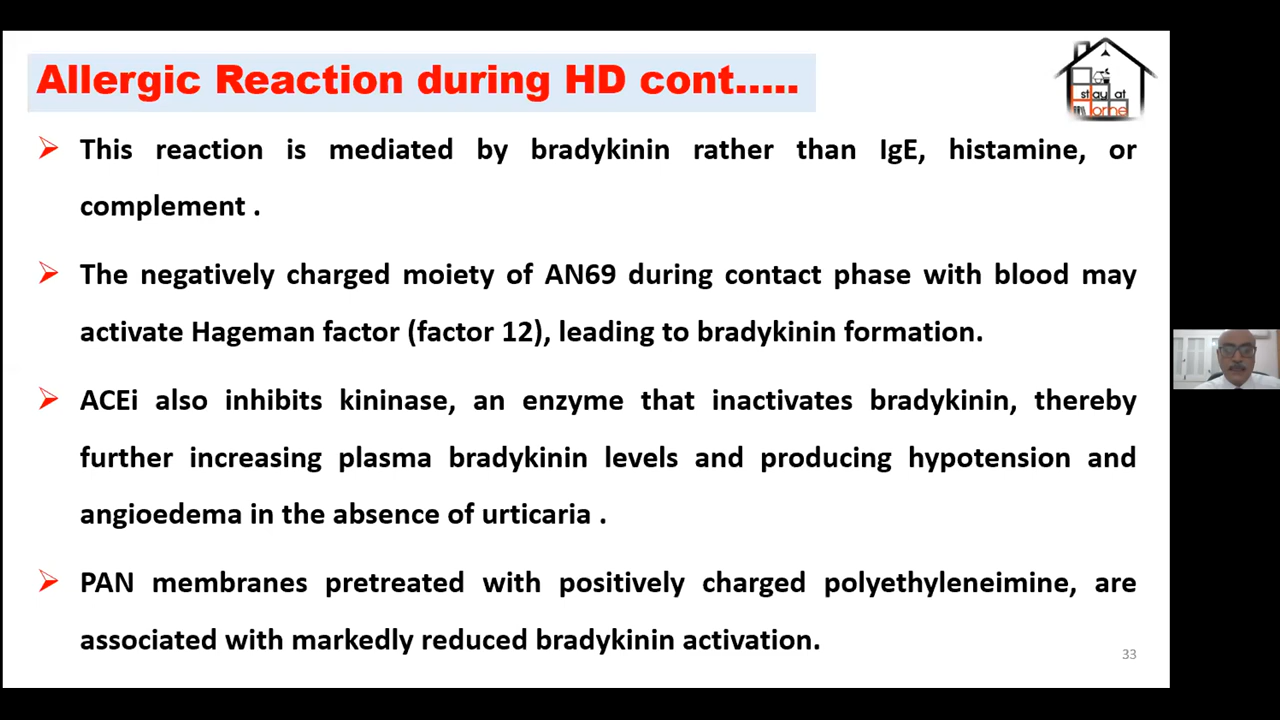 Allergic Reaction during HD cont.....
stay at
home
This reaction is mediated by bradykinin rather than IgE, histamine, or
complement .
The negatively charged moiety of AN69 during contact phase with blood may
activate Hageman factor (factor 12), leading to bradykinin formation.
ACEi also inhibits kininase, an enzyme that inactivates bradykinin, thereby
further increasing plasma bradykinin levels and producing hypotension and
angioedema in the absence of urticaria .
PAN membranes pretreated with positively charged polyethyleneimine, are
associated with markedly reduced bradykinin activation.
33